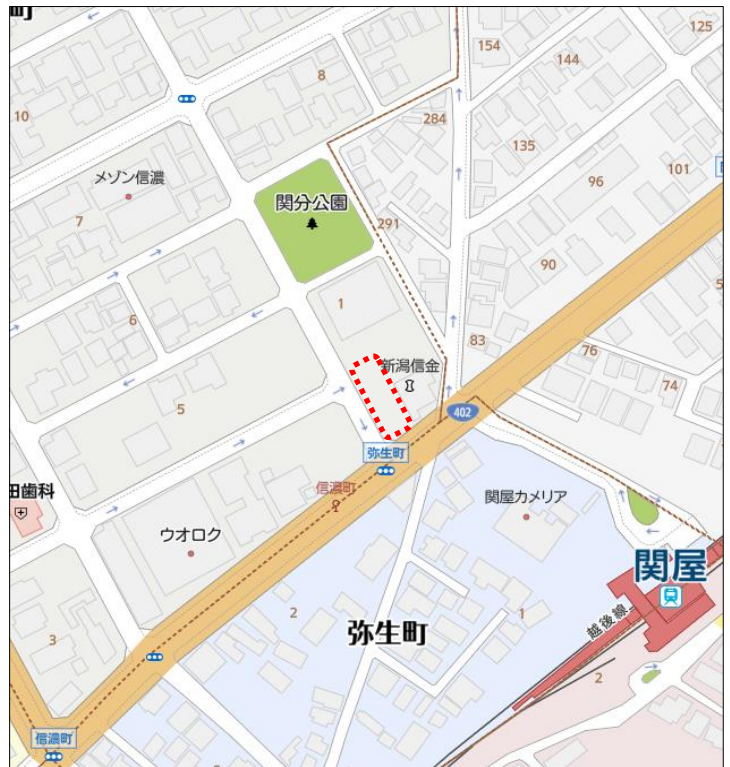 町
125
154
144
8
10
284
135
メゾン信濃
96
101
7
関分公園
291
90
6
1
83
76
新潟信金
74
5
402
弥生町
信濃町
田歯科
関屋カメリア
ウオロク
関屋
2
弥生町
1
越後線
3
2
信濃町